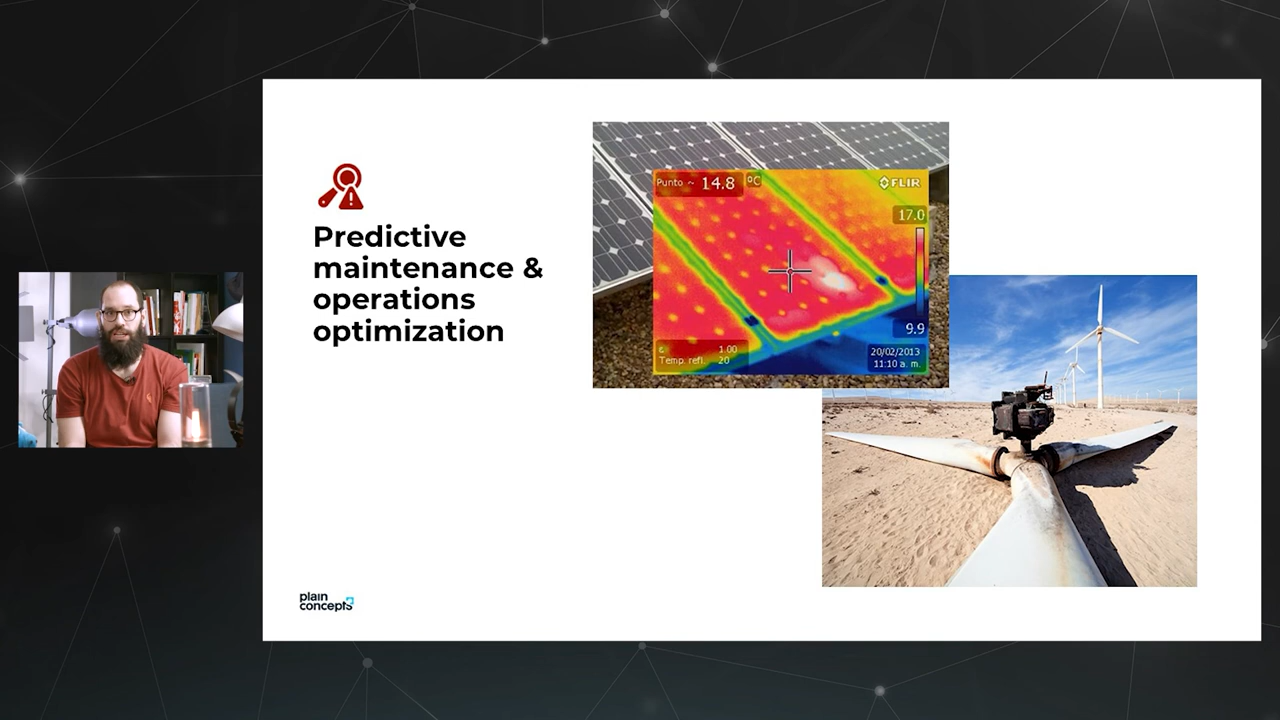 Predictive
maintenance &
operations
optimization
Punto ~ 14.8 ºC
FLIR
17.0
9.9
ε 1.00
Temp. refl. 20
20/02/2013
11:10 a. m.
plain
concepts